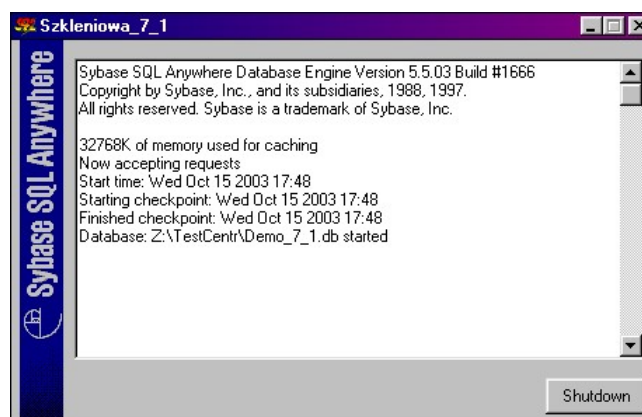 Szkleniowa_7_1
Sybase SQL Anywhere
Sybase SQL Anywhere Database Engine Version 5.5.03 Build #1666
Copyright by Sybase, Inc., and its subsidiaries, 1988, 1997.
All rights reserved. Sybase is a trademark of Sybase, Inc.
32768K of memory used for caching
Now accepting requests
Start time: Wed Oct 15 2003 17:48
Starting checkpoint: Wed Oct 15 2003 17:48
Finished checkpoint: Wed Oct 15 2003 17:48
Database: Z:\TestCentr\Demo_7_1.db started
Shutdown